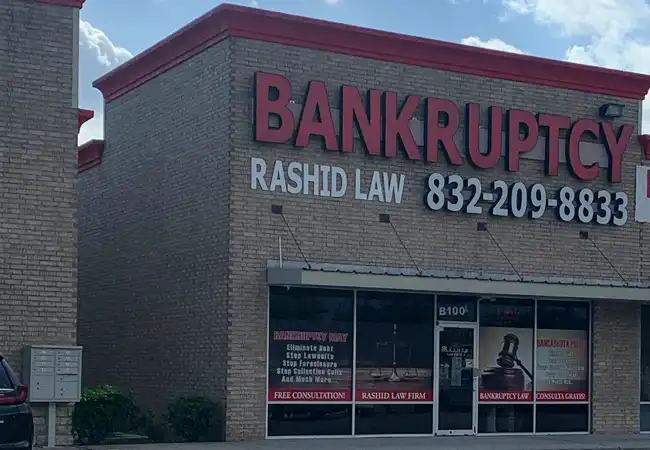 BANKRUPTCY
RASHID LAW 832-209-8833
B100
BANKRUPTCY MAY
Eliminate Debt
Stop Lawsuits
Stop Foreclosure
Stop Collection Calls
And Much More
FREE CONSULTATION!
RASHID LAW FIRM
BANKRUPTCY LAW
CONSULTA GRATIS!